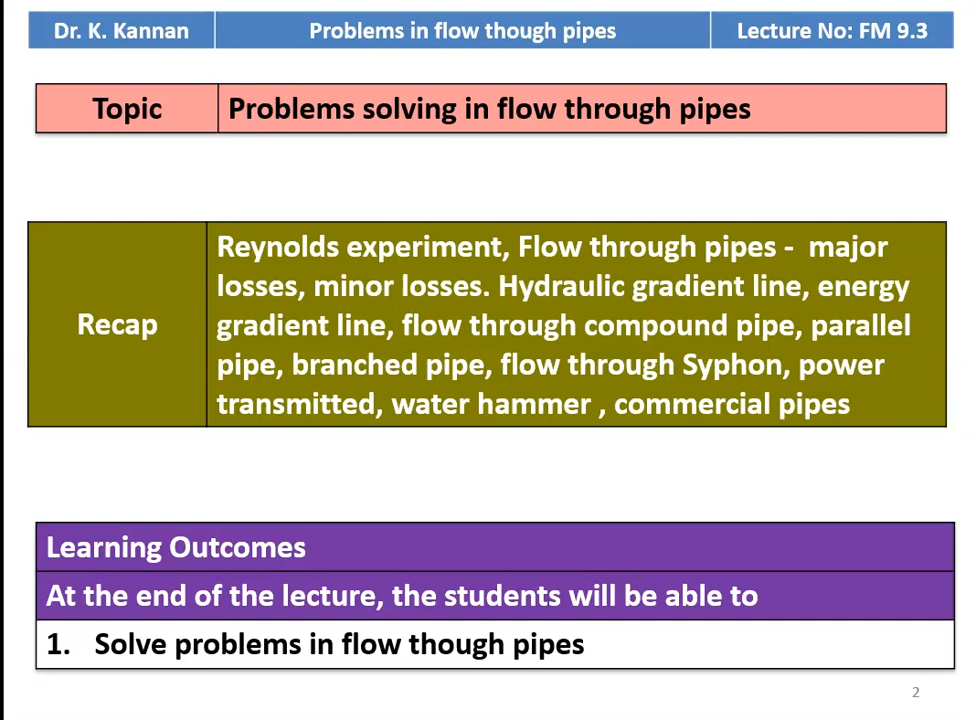 Dr. K. Kannan
Problems in flow though pipes
Lecture No: FM 9.3
Topic
Problems solving in flow through pipes
Recap
Reynolds experiment, Flow through pipes - major
losses, minor losses. Hydraulic gradient line, energy
gradient line, flow through compound pipe, parallel
pipe, branched pipe, flow through Syphon, power
transmitted, water hammer , commercial pipes
Learning Outcomes
At the end of the lecture, the students will be able to
1. Solve problems in flow though pipes
2